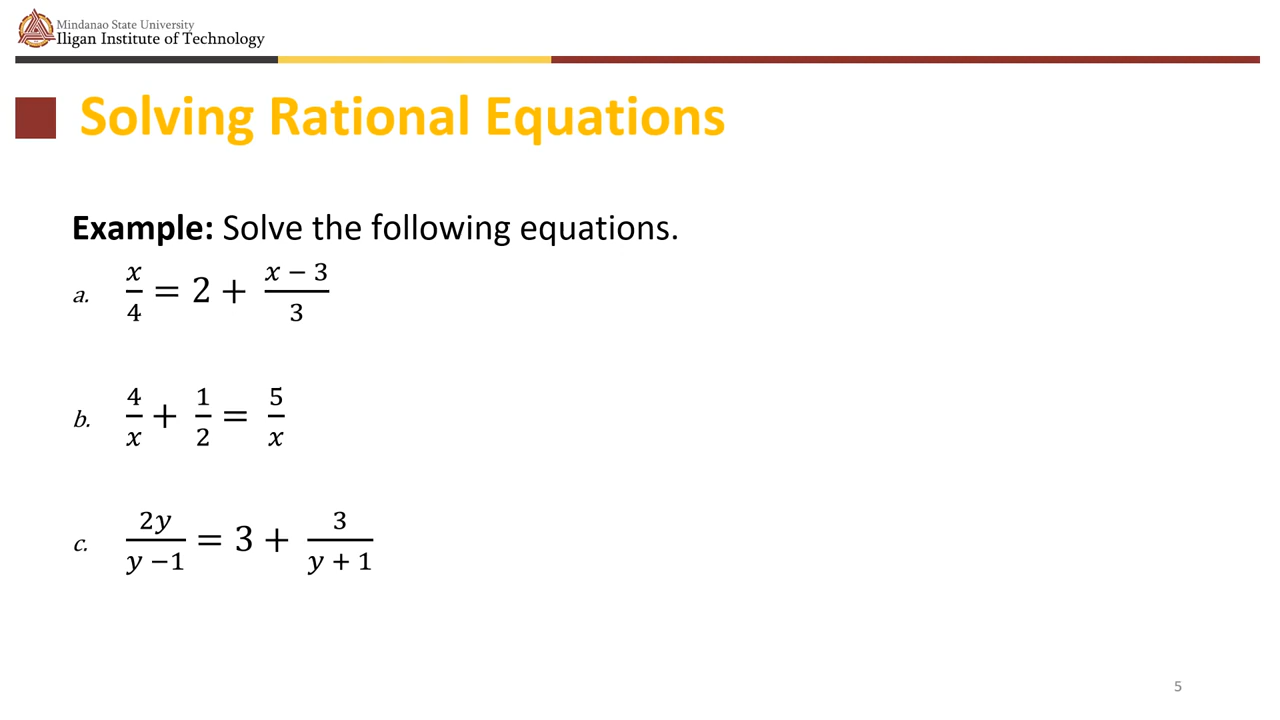 Mindanao State University
Iligan Institute of Technology
Solving Rational Equations
Example: Solve the following equations.
a. x/4 = 2 + (x − 3)/3
b. 4/x + 1/2 = 5/x
c. 2y/(y −1) = 3 + 3/(y + 1)
5